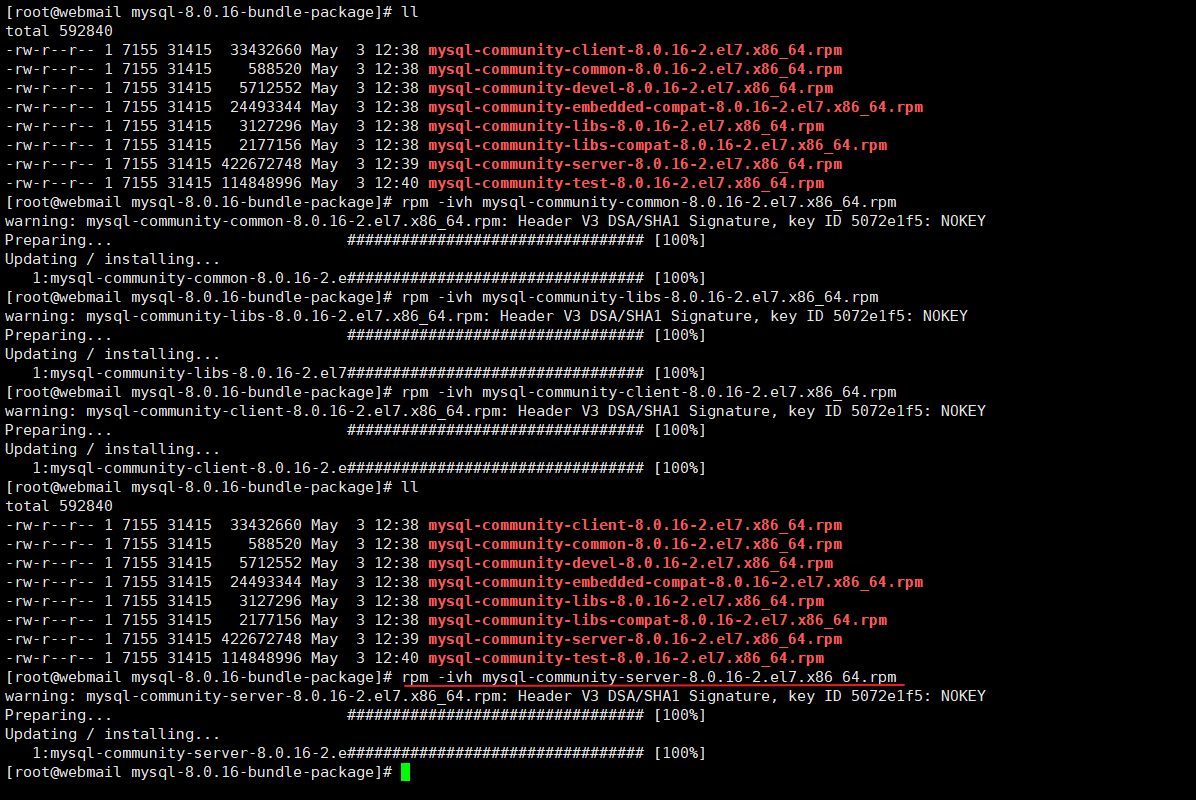 [root@webmail mysql-8.0.16-bundle-package]# ll
total 592840
-rw-r--r-- 1 7155 31415  33432660 May  3 12:38 mysql-community-client-8.0.16-2.el7.x86_64.rpm
-rw-r--r-- 1 7155 31415    588520 May  3 12:38 mysql-community-common-8.0.16-2.el7.x86_64.rpm
-rw-r--r-- 1 7155 31415   5712552 May  3 12:38 mysql-community-devel-8.0.16-2.el7.x86_64.rpm
-rw-r--r-- 1 7155 31415  24493344 May  3 12:38 mysql-community-embedded-compat-8.0.16-2.el7.x86_64.rpm
-rw-r--r-- 1 7155 31415   3127296 May  3 12:38 mysql-community-libs-8.0.16-2.el7.x86_64.rpm
-rw-r--r-- 1 7155 31415   2177156 May  3 12:38 mysql-community-libs-compat-8.0.16-2.el7.x86_64.rpm
-rw-r--r-- 1 7155 31415 422672748 May  3 12:39 mysql-community-server-8.0.16-2.el7.x86_64.rpm
-rw-r--r-- 1 7155 31415 114848996 May  3 12:40 mysql-community-test-8.0.16-2.el7.x86_64.rpm
[root@webmail mysql-8.0.16-bundle-package]# rpm -ivh mysql-community-common-8.0.16-2.el7.x86_64.rpm
warning: mysql-community-common-8.0.16-2.el7.x86_64.rpm: Header V3 DSA/SHA1 Signature, key ID 5072e1f5: NOKEY
Preparing...                          ################################# [100%]
Updating / installing...
   1:mysql-community-common-8.0.16-2.e################################# [100%]
[root@webmail mysql-8.0.16-bundle-package]# rpm -ivh mysql-community-libs-8.0.16-2.el7.x86_64.rpm
warning: mysql-community-libs-8.0.16-2.el7.x86_64.rpm: Header V3 DSA/SHA1 Signature, key ID 5072e1f5: NOKEY
Preparing...                          ################################# [100%]
Updating / installing...
   1:mysql-community-libs-8.0.16-2.el7################################# [100%]
[root@webmail mysql-8.0.16-bundle-package]# rpm -ivh mysql-community-client-8.0.16-2.el7.x86_64.rpm
warning: mysql-community-client-8.0.16-2.el7.x86_64.rpm: Header V3 DSA/SHA1 Signature, key ID 5072e1f5: NOKEY
Preparing...                          ################################# [100%]
Updating / installing...
   1:mysql-community-client-8.0.16-2.e################################# [100%]
[root@webmail mysql-8.0.16-bundle-package]# ll
total 592840
-rw-r--r-- 1 7155 31415  33432660 May  3 12:38 mysql-community-client-8.0.16-2.el7.x86_64.rpm
-rw-r--r-- 1 7155 31415    588520 May  3 12:38 mysql-community-common-8.0.16-2.el7.x86_64.rpm
-rw-r--r-- 1 7155 31415   5712552 May  3 12:38 mysql-community-devel-8.0.16-2.el7.x86_64.rpm
-rw-r--r-- 1 7155 31415  24493344 May  3 12:38 mysql-community-embedded-compat-8.0.16-2.el7.x86_64.rpm
-rw-r--r-- 1 7155 31415   3127296 May  3 12:38 mysql-community-libs-8.0.16-2.el7.x86_64.rpm
-rw-r--r-- 1 7155 31415   2177156 May  3 12:38 mysql-community-libs-compat-8.0.16-2.el7.x86_64.rpm
-rw-r--r-- 1 7155 31415 422672748 May  3 12:39 mysql-community-server-8.0.16-2.el7.x86_64.rpm
-rw-r--r-- 1 7155 31415 114848996 May  3 12:40 mysql-community-test-8.0.16-2.el7.x86_64.rpm
[root@webmail mysql-8.0.16-bundle-package]# rpm -ivh mysql-community-server-8.0.16-2.el7.x86_64.rpm
warning: mysql-community-server-8.0.16-2.el7.x86_64.rpm: Header V3 DSA/SHA1 Signature, key ID 5072e1f5: NOKEY
Preparing...                          ################################# [100%]
Updating / installing...
   1:mysql-community-server-8.0.16-2.e################################# [100%]
[root@webmail mysql-8.0.16-bundle-package]#